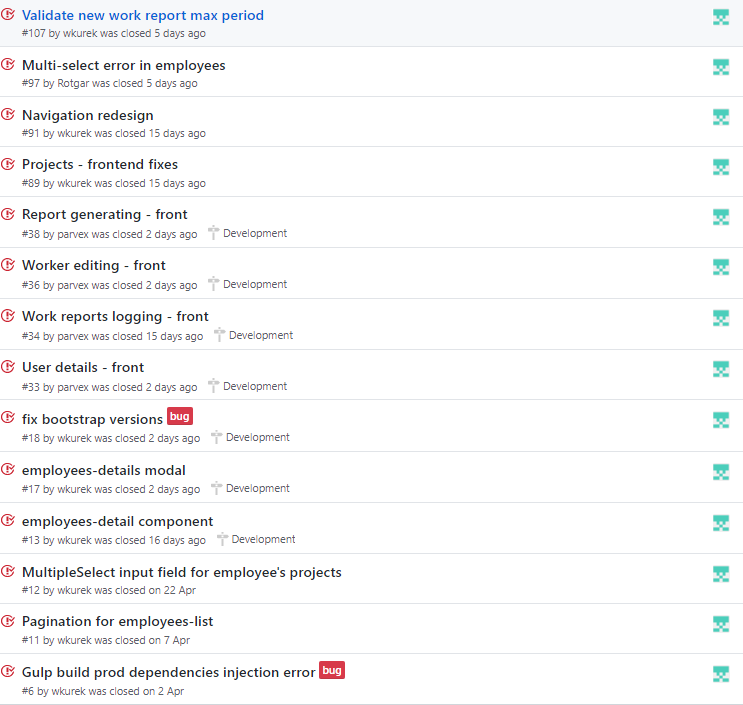 Validate new work report max period
#107 by wkurek was closed 5 days ago
Multi-select error in employees
#97 by Rotgar was closed 5 days ago
Navigation redesign
#91 by wkurek was closed 15 days ago
Projects - frontend fixes
#89 by wkurek was closed 15 days ago
Report generating - front
#38 by parvex was closed 2 days ago Development
Worker editing - front
#36 by parvex was closed 2 days ago Development
Work reports logging - front
#34 by parvex was closed 15 days ago Development
User details - front
#33 by parvex was closed 2 days ago Development
fix bootstrap versions bug
#18 by wkurek was closed 2 days ago Development
employees-details modal
#17 by wkurek was closed 2 days ago Development
employees-detail component
#13 by wkurek was closed 16 days ago Development
MultipleSelect input field for employee's projects
#12 by wkurek was closed on 22 Apr
Pagination for employees-list
#11 by wkurek was closed on 7 Apr
Gulp build prod dependencies injection error bug
#6 by wkurek was closed on 2 Apr